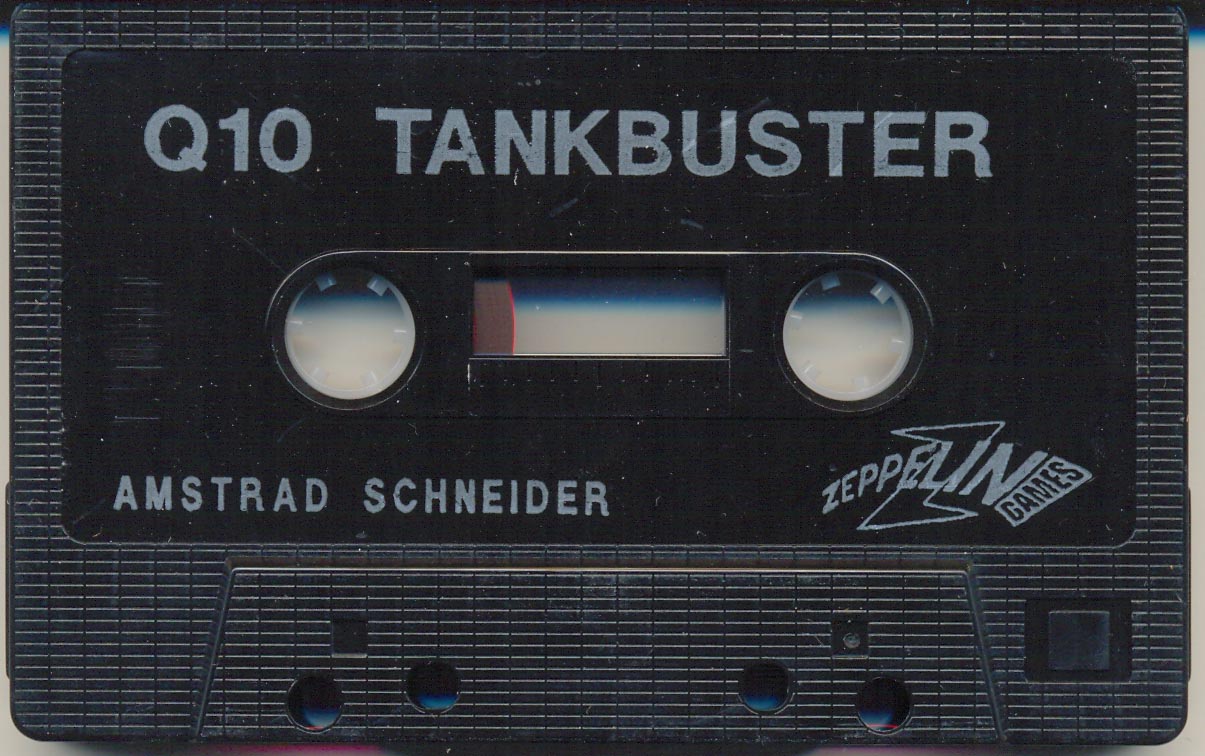 Q10 TANKBUSTER
AMSTRAD SCHNEIDER
ZEPPELIN
GAMES